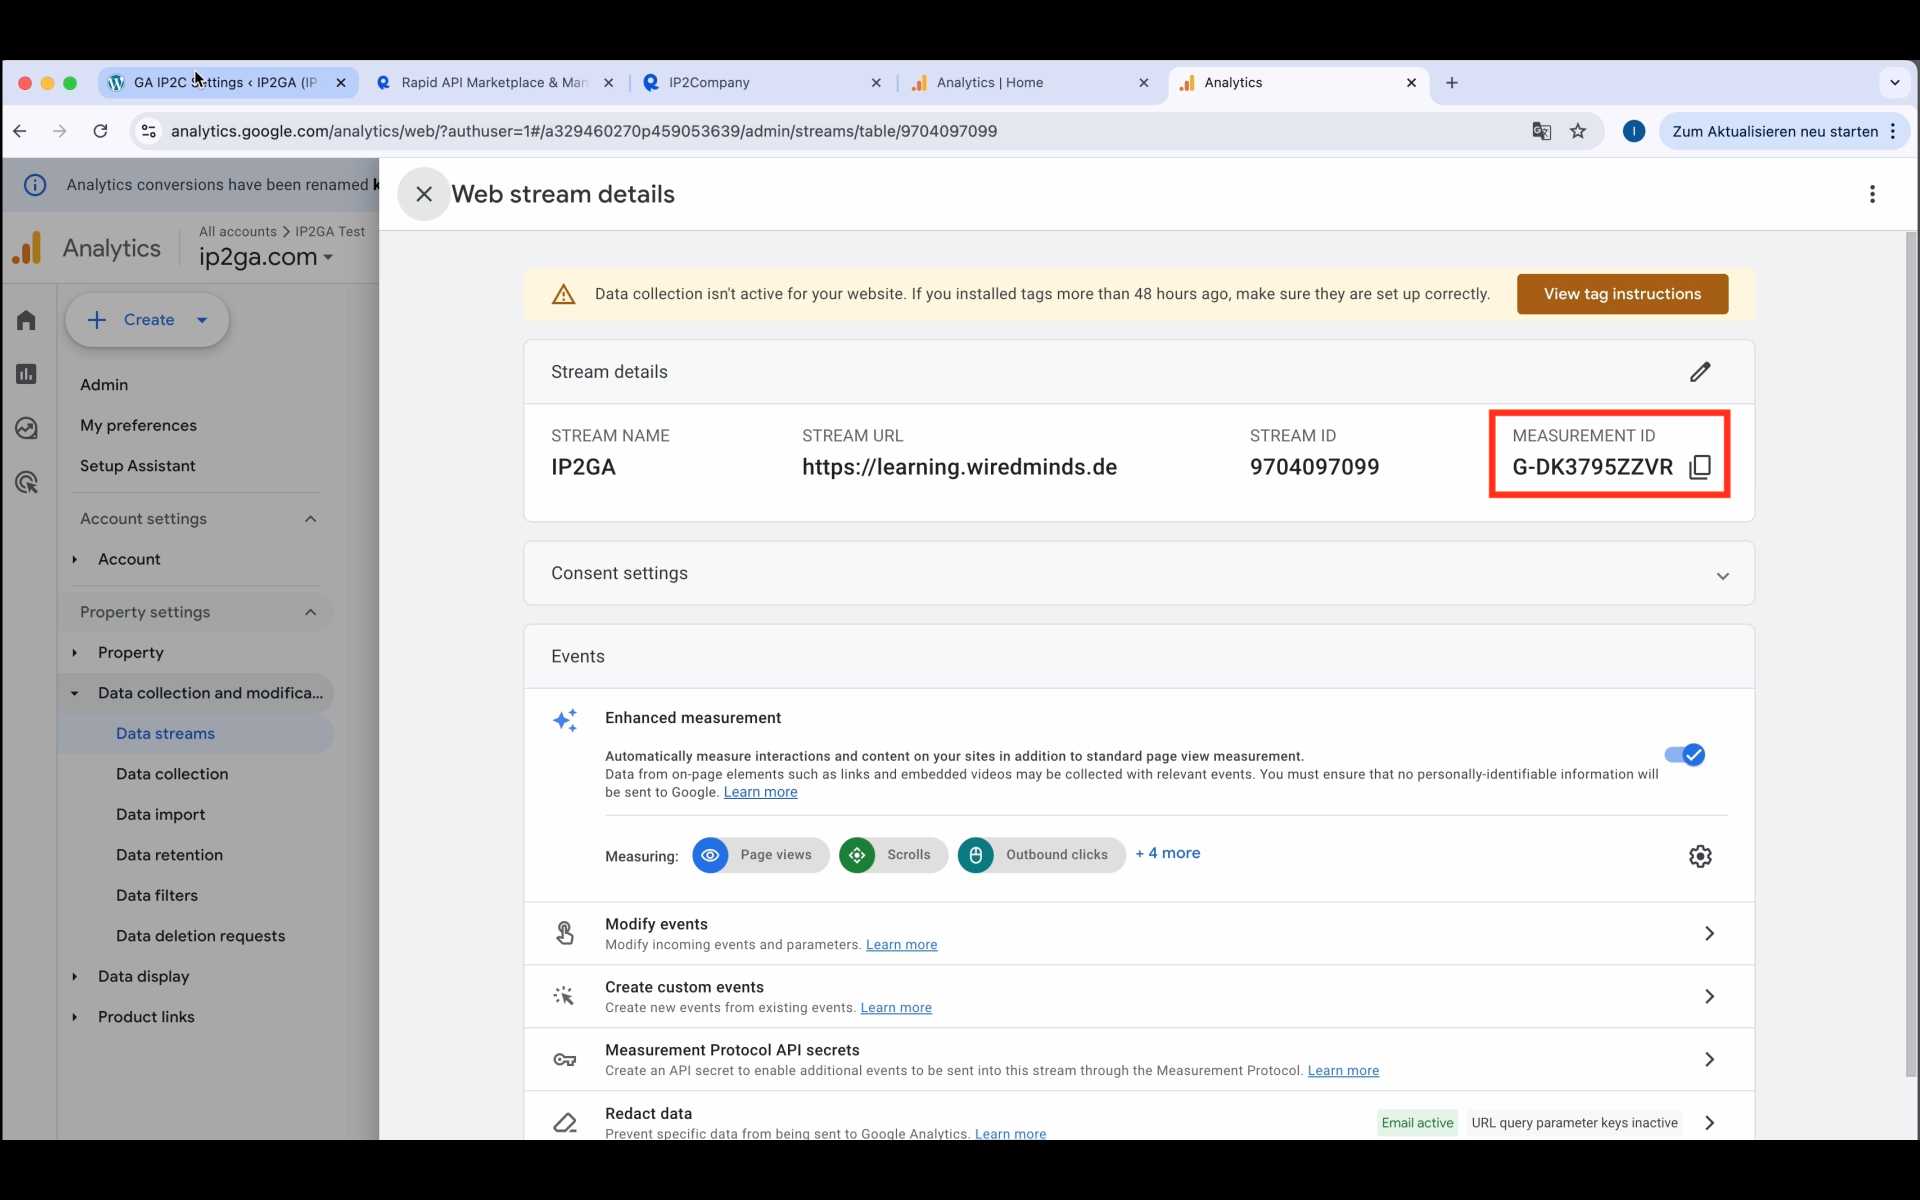 GA IP2C Settings ‹ IP2GA (IP
Rapid API Marketplace & Man
IP2Company
Analytics | Home
Analytics
analytics.google.com/analytics/web/?authuser=1#/a329460270p459053639/admin/streams/table/9704097099
I
Zum Aktualisieren neu starten
Analytics conversions have been renamed k
Web stream details
Analytics
All accounts > IP2GA Test
ip2ga.com
Data collection isn't active for your website. If you installed tags more than 48 hours ago, make sure they are set up correctly.
View tag instructions
Create
Admin
My preferences
Setup Assistant
Account settings
Account
Property settings
Property
Data collection and modifica...
Data streams
Data collection
Data import
Data retention
Data filters
Data deletion requests
Data display
Product links
Stream details
STREAM NAME
IP2GA
STREAM URL
https://learning.wiredminds.de
STREAM ID
9704097099
MEASUREMENT ID
G-DK3795ZZVR
Consent settings
Events
Enhanced measurement
Automatically measure interactions and content on your sites in addition to standard page view measurement.
Data from on-page elements such as links and embedded videos may be collected with relevant events. You must ensure that no personally-identifiable information will
be sent to Google. Learn more
Measuring:
Page views
Scrolls
Outbound clicks
+ 4 more
Modify events
Modify incoming events and parameters. Learn more
Create custom events
Create new events from existing events. Learn more
Measurement Protocol API secrets
Create an API secret to enable additional events to be sent into this stream through the Measurement Protocol. Learn more
Redact data
Prevent specific data from being sent to Google Analytics. Learn more
Email active
URL query parameter keys inactive